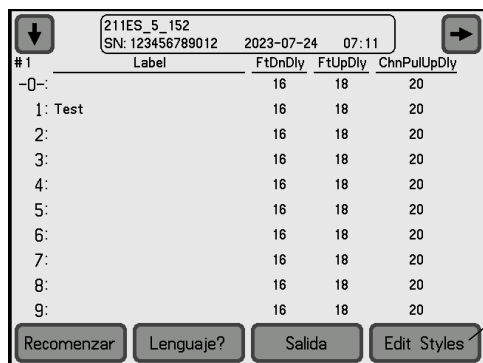 211ES_5_152
SN: 123456789012 2023-07-24 07:11
#1 Label FtDnDly FtUpDly ChnPulUpDly
-0-: 16 18 20
1: Test 16 18 20
2: 16 18 20
3: 16 18 20
4: 16 18 20
5: 16 18 20
6: 16 18 20
7: 16 18 20
8: 16 18 20
9: 16 18 20
Recomenzar Lenguaje? Salida Edit Styles